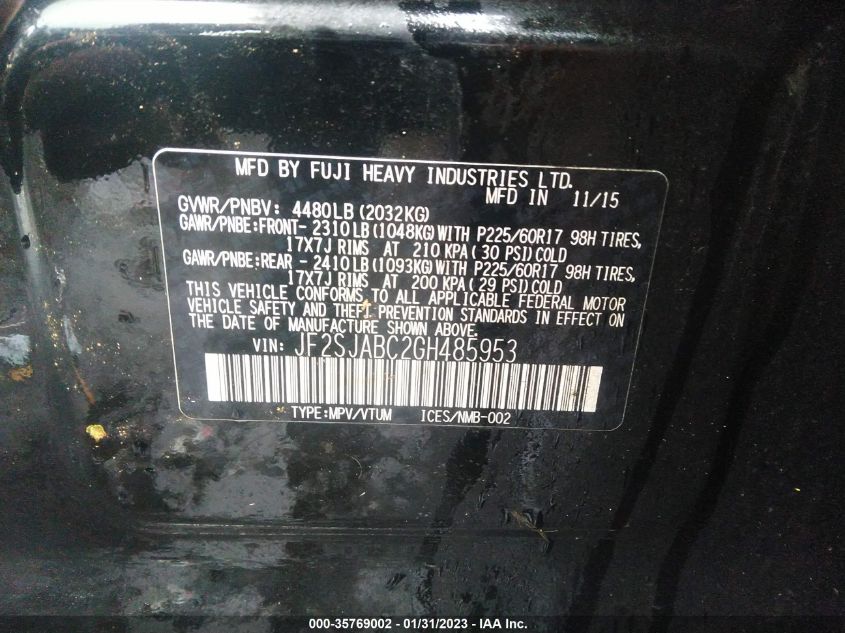 MFD BY FUJI HEAVY INDUSTRIES LTD.
MFD IN 11/15
GVWR/PNBV: 4480LB(2032KG)
GAWR/PNBE:FRONT- 2310LB(1048KG)WITH P225/60R17 98H TIRES,
17X7J RIMS AT 210 KPA( 30 PSI)COLD
GAWR/PNBE:REAR - 2410LB(1093KG)WITH P225/60R17 98H TIRES,
17X7J RIMS AT 200 KPA( 29 PSI)COLD
THIS VEHICLE CONFORMS TO ALL APPLICABLE FEDERAL MOTOR
VEHICLE SAFETY AND THEFT PREVENTION STANDARDS IN EFFECT ON
THE DATE OF MANUFACTURE SHOWN ABOVE.
VIN: JF2SJABC2GH485953
TYPE:MPV/VTUM ICES/NMB-002
000-35769002 - 01/31/2023 - IAA Inc.